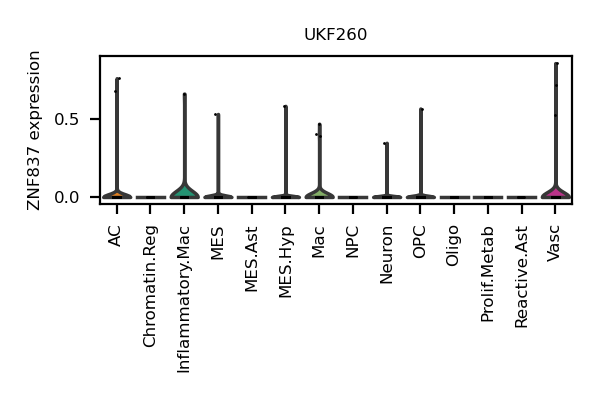 UKF260
ZNF837 expression
0.5
0.0
AC
Chromatin.Reg
Inflammatory.Mac
MES
MES.Ast
MES.Hyp
Mac
NPC
Neuron
OPC
Oligo
Prolif.Metab
Reactive.Ast
Vasc